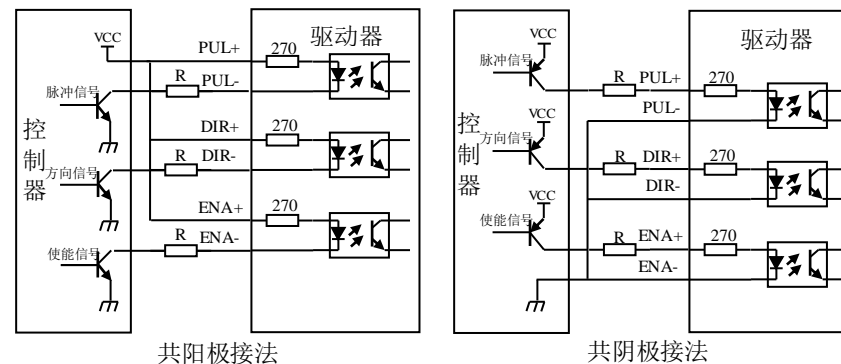 VCC
PUL+
270
驱动器
脉冲信号
R
PUL-
控制器
DIR+
270
方向信号
R
DIR-
ENA+
270
使能信号
R
ENA-
共阳极接法
VCC
驱动器
脉冲信号
R
PUL+
270
PUL-
控制器
VCC
方向信号
R
DIR+
270
DIR-
VCC
使能信号
R
ENA+
270
ENA-
共阴极接法